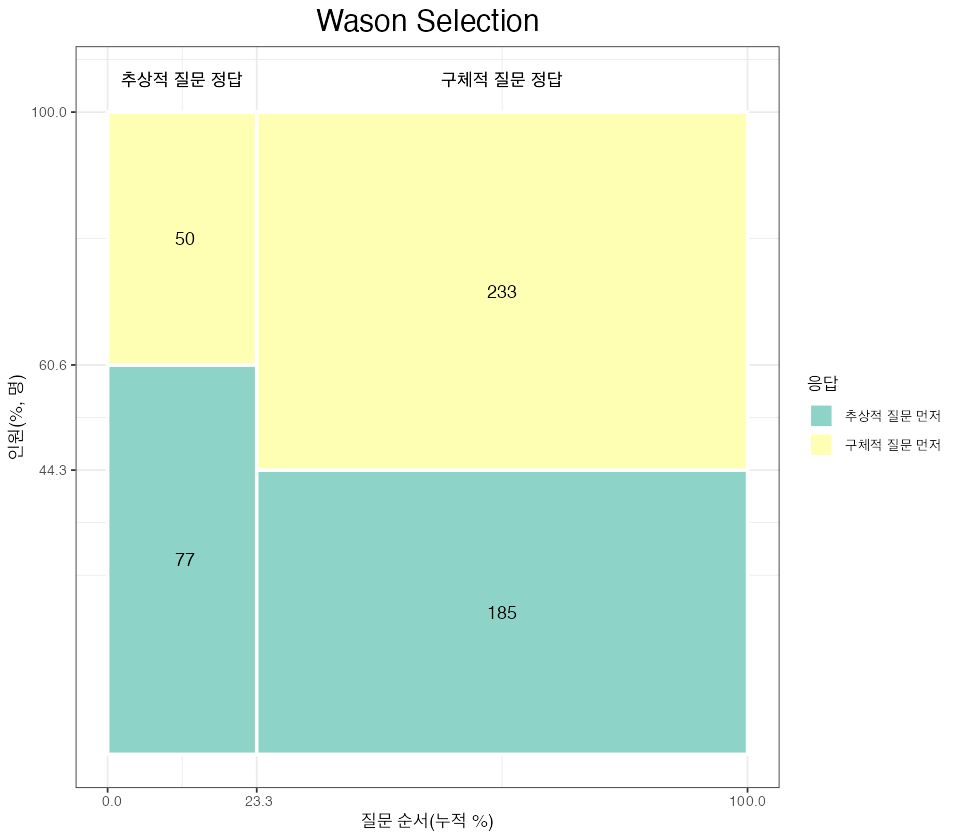 Wason Selection
추상적 질문 정답
구체적 질문 정답
100.0
50
233
60.6
44.3
77
185
인원(%, 명)
0.0
23.3
100.0
질문 순서(누적 %)
응답
추상적 질문 먼저
구체적 질문 먼저